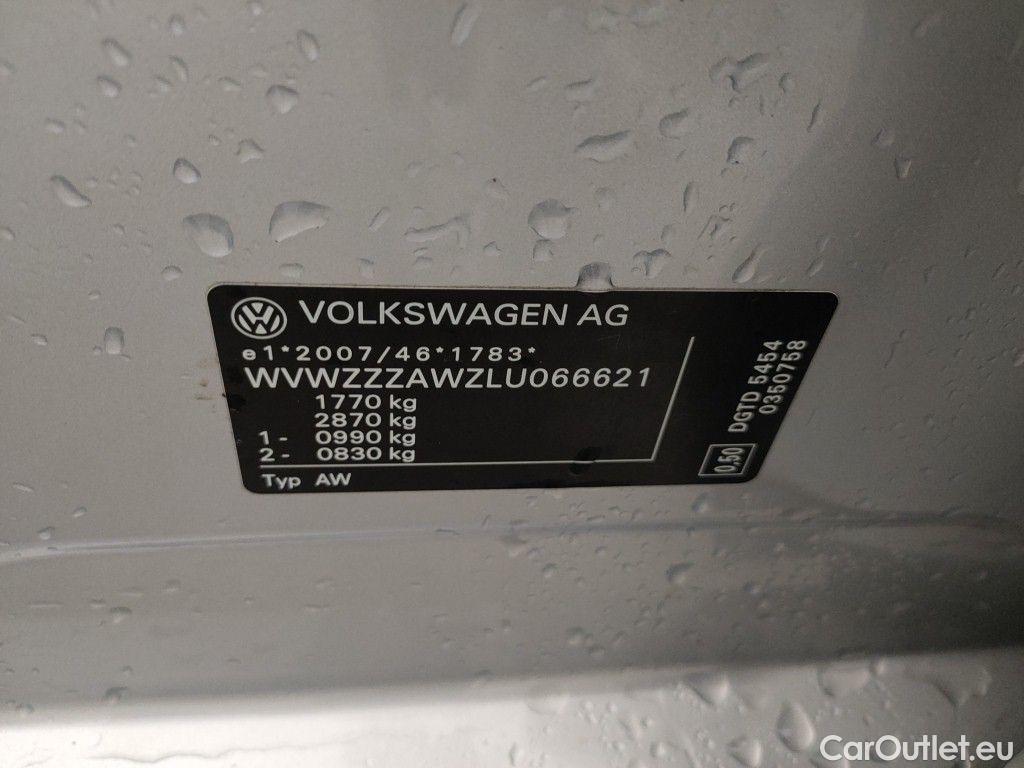 VOLKSWAGEN AG
e1*2007/46*1783*
WVWZZZAWZLU066621
1770 kg
2870 kg
1 - 0990 kg
2 - 0830 kg
Typ AW
0,50
DGTD 5454
0350758
CarOutlet.eu